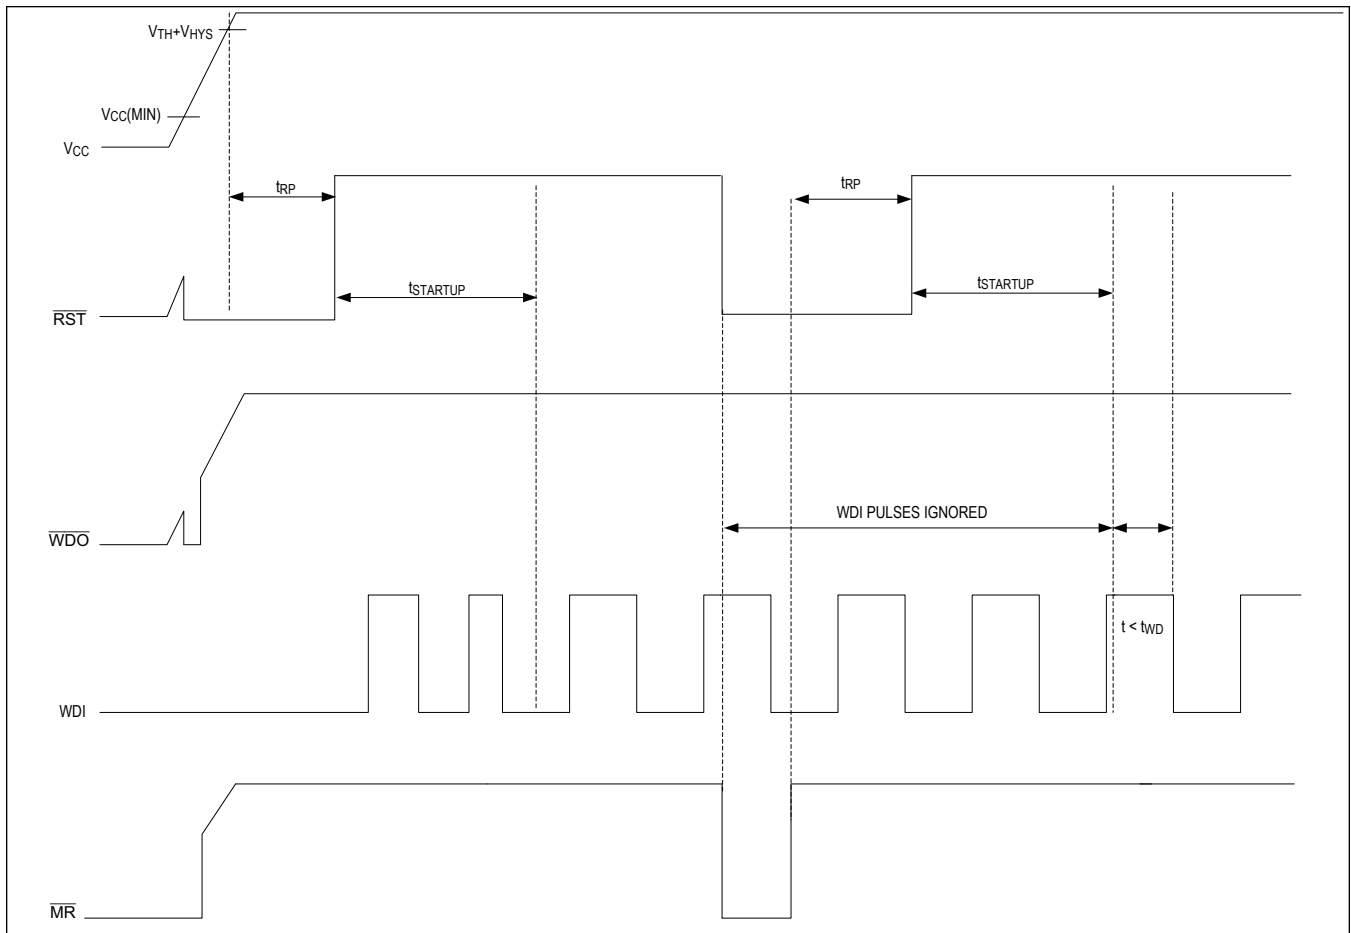 VTH+VHYS
VCC(MIN)
VCC
tRP
tRP
tSTARTUP
tSTARTUP
RST
WDI PULSES IGNORED
WDO
t < tWD
WDI
MR